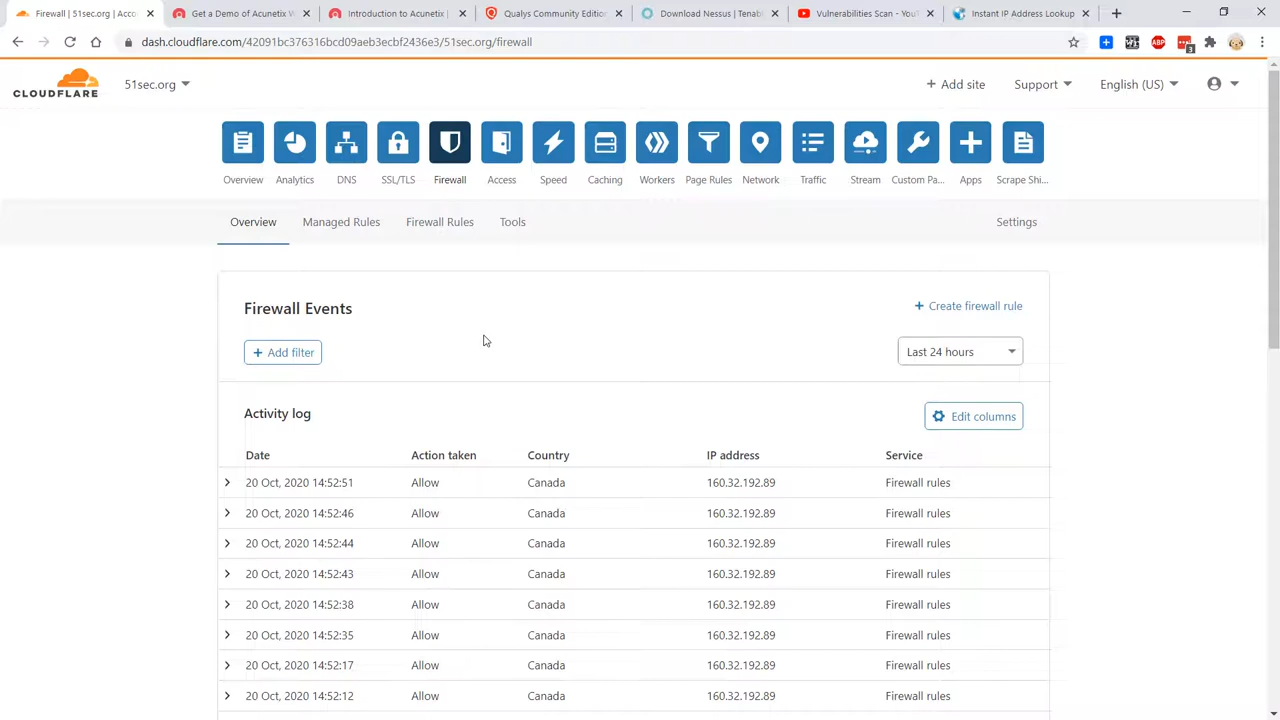 Firewall | 51sec.org | Acco
Get a Demo of Acunetix W
Introduction to Acunetix |
Qualys Community Edition
Download Nessus | Tenabl
Vulnerabilities Scan - YouT
Instant IP Address Lookup
dash.cloudflare.com/42091bc376316bcd09aeb3ecbf2436e3/51sec.org/firewall
ABP
3
CLOUDFLARE
51sec.org
+ Add site
Support
English (US)
Overview
Analytics
DNS
SSL/TLS
Firewall
Access
Speed
Caching
Workers
Page Rules
Network
Traffic
Stream
Custom Pa...
Apps
Scrape Shi...
Overview
Managed Rules
Firewall Rules
Tools
Settings
Firewall Events
+ Create firewall rule
+ Add filter
Last 24 hours
Activity log
Edit columns
Date Action taken Country IP address Service
20 Oct, 2020 14:52:51 Allow Canada 160.32.192.89 Firewall rules
20 Oct, 2020 14:52:46 Allow Canada 160.32.192.89 Firewall rules
20 Oct, 2020 14:52:44 Allow Canada 160.32.192.89 Firewall rules
20 Oct, 2020 14:52:43 Allow Canada 160.32.192.89 Firewall rules
20 Oct, 2020 14:52:38 Allow Canada 160.32.192.89 Firewall rules
20 Oct, 2020 14:52:35 Allow Canada 160.32.192.89 Firewall rules
20 Oct, 2020 14:52:17 Allow Canada 160.32.192.89 Firewall rules
20 Oct, 2020 14:52:12 Allow Canada 160.32.192.89 Firewall rules